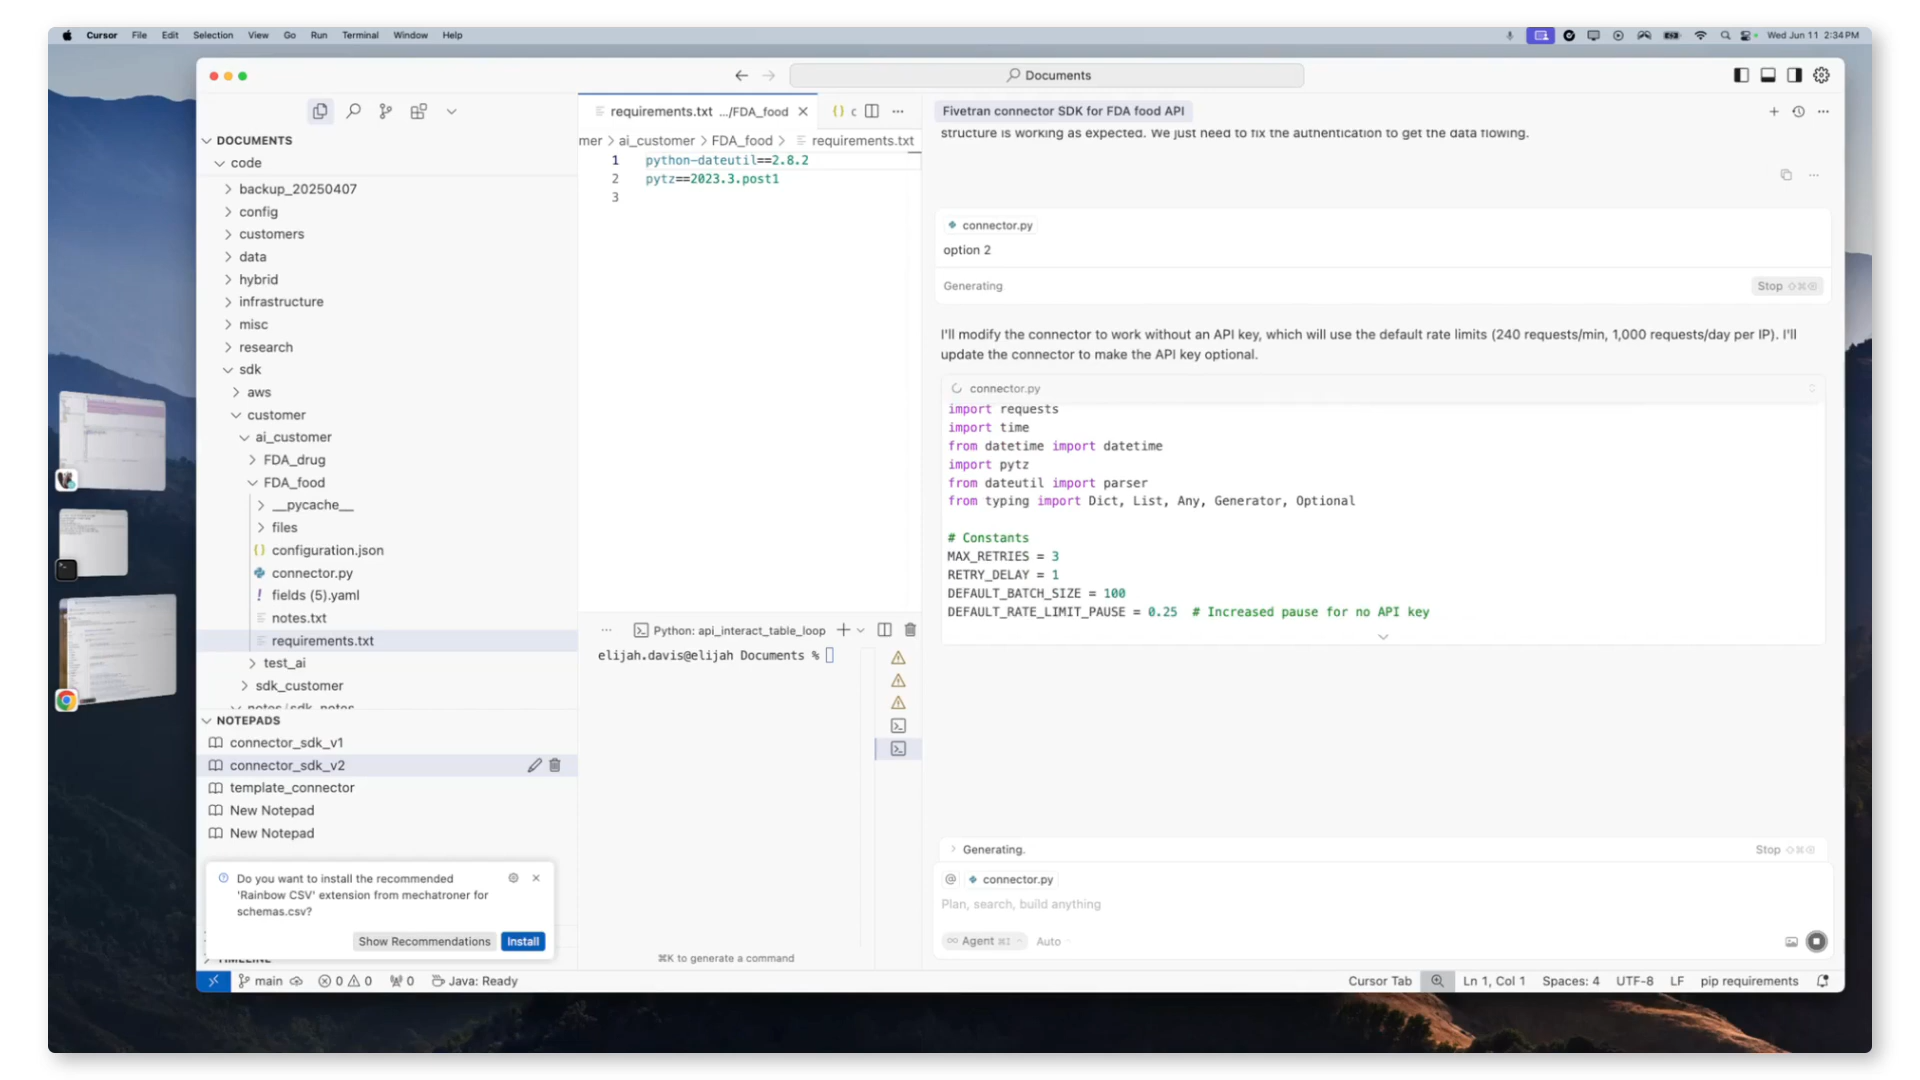 Cursor File Edit Selection View Go Run Terminal Window Help
Wed Jun 11 2:34 PM
Documents
DOCUMENTS
code
backup_20250407
config
customers
data
hybrid
infrastructure
misc
research
sdk
aws
customer
ai_customer
FDA_drug
FDA_food
__pycache__
files
configuration.json
connector.py
fields (5).yaml
notes.txt
requirements.txt
test_ai
sdk_customer
notes/sdk_notes
NOTEPADS
connector_sdk_v1
connector_sdk_v2
template_connector
New Notepad
New Notepad
Do you want to install the recommended
'Rainbow CSV' extension from mechatroner for
schemas.csv?
Show Recommendations Install
TIMELINE
requirements.txt .../FDA_food
mer > ai_customer > FDA_food > requirements.txt
1 python-dateutil==2.8.2
2 pytz==2023.3.post1
3
Python: api_interact_table_loop
elijah.davis@elijah Documents %
⌘K to generate a command
Fivetran connector SDK for FDA food API
structure is working as expected. We just need to fix the authentication to get the data flowing.
connector.py
option 2
Generating Stop
I'll modify the connector to work without an API key, which will use the default rate limits (240 requests/min, 1,000 requests/day per IP). I'll
update the connector to make the API key optional.
connector.py
import requests
import time
from datetime import datetime
import pytz
from dateutil import parser
from typing import Dict, List, Any, Generator, Optional
# Constants
MAX_RETRIES = 3
RETRY_DELAY = 1
DEFAULT_BATCH_SIZE = 100
DEFAULT_RATE_LIMIT_PAUSE = 0.25 # Increased pause for no API key
Generating. Stop
@ connector.py
Plan, search, build anything
Agent ⌘I Auto
main 0 0 0 Java: Ready
Cursor Tab Ln 1, Col 1 Spaces: 4 UTF-8 LF pip requirements